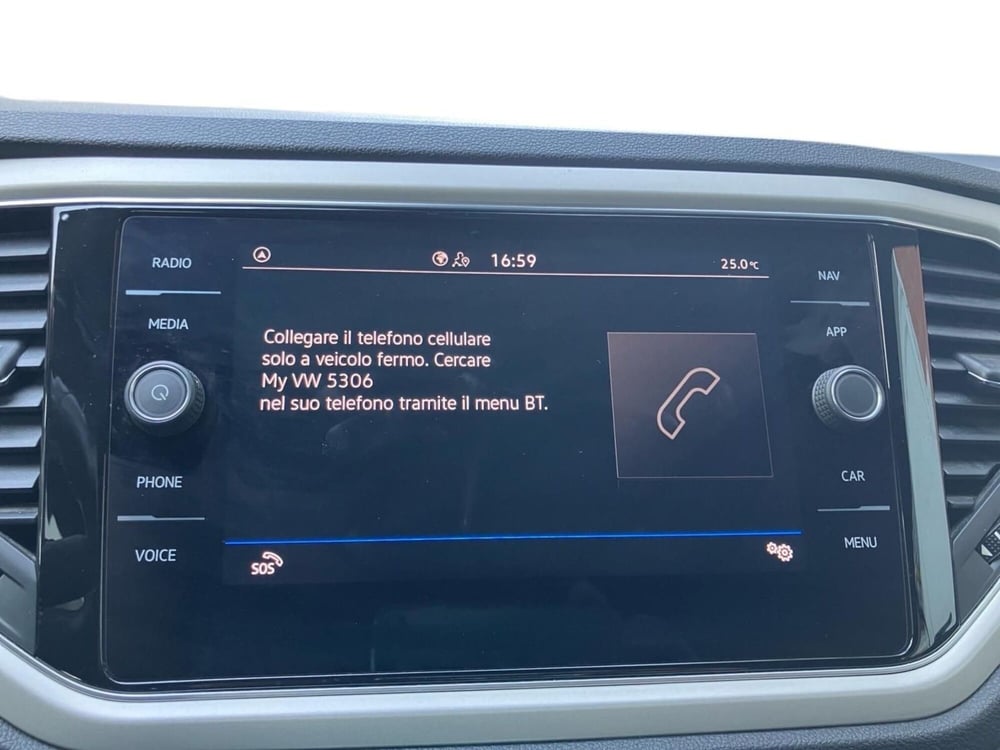 16:59
25.0°C
RADIO
MEDIA
PHONE
VOICE
Collegare il telefono cellulare
solo a veicolo fermo. Cercare
My VW 5306
nel suo telefono tramite il menu BT.
SOS
NAV
APP
CAR
MENU